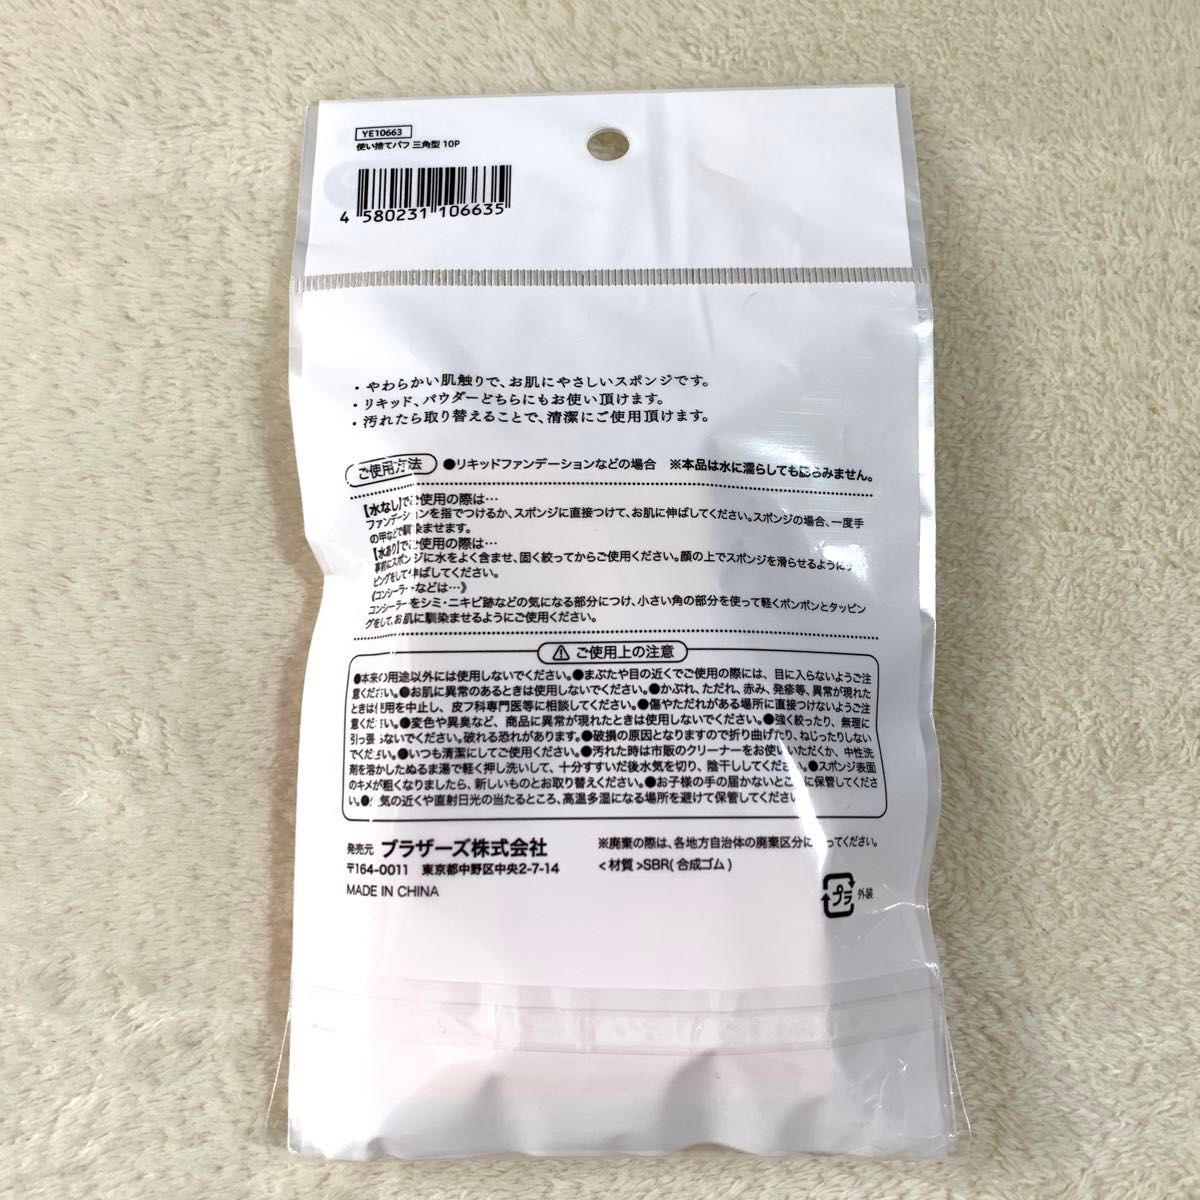 YE10663
使い捨てパフ 三角型 10P
4 580231 106635
・やわらかい肌触りで、お肌にやさしいスポンジです。
・リキッド、パウダーどちらにもお使い頂けます。
・汚れたら取り替えることで、清潔にご使用頂けます。
ご使用方法 ●リキッドファンデーションなどの場合 ※本品は水に濡らしても膨らみません。
【水なし】でご使用の際は…
ファンデーションを指でつけるか、スポンジに直接つけて、お肌に伸ばしてください。スポンジの場合、一度手
の甲などで馴染ませます。
【水あり】でご使用の際は…
事前にスポンジに水をよく含ませ、固く絞ってからご使用ください。顔の上でスポンジを滑らせるように
ピングをして伸ばしてください。
《コンシーラーなどは…》
コンシーラーをシミ・ニキビ跡などの気になる部分につけ、小さい角の部分を使って軽くポンポンとタッピン
グをして、お肌に馴染ませるようにご使用ください。
⚠ ご使用上の注意
●本来の用途以外には使用しないでください。●まぶたや目の近くでご使用の際には、目に入らないようご注
意ください。●お肌に異常のあるときは使用しないでください。●かぶれ、ただれ、赤み、発疹等、異常が現れた
ときは使用を中止し、皮フ科専門医等に相談してください。●傷やただれがある場所に直接つけないようご注
意ください。●変色や異臭など、商品に異常が現れたときは使用しないでください。●強く絞ったり、無理に
引っ張らないでください。破れる恐れがあります。●破損の原因となりますので折り曲げたり、ねじったりしない
でください。●いつも清潔にしてご使用ください。●汚れた時は市販のクリーナーをお使いいただくか、中性洗
剤を溶かしたぬるま湯で軽く押し洗いして、十分すすいだ後水気を切り、陰干ししてください。●スポンジ表面
のキメが粗くなりましたら、新しいものとお取り替えください。●お子様の手の届かないところに保管してくださ
い。●火気の近くや直射日光の当たるところ、高温多湿になる場所を避けて保管してください
発売元 ブラザーズ株式会社
〒164-0011 東京都中野区中央2-7-14
MADE IN CHINA
※廃棄の際は、各地方自治体の廃棄区分に従ってください。
<材質>SBR(合成ゴム)
プラ 外装